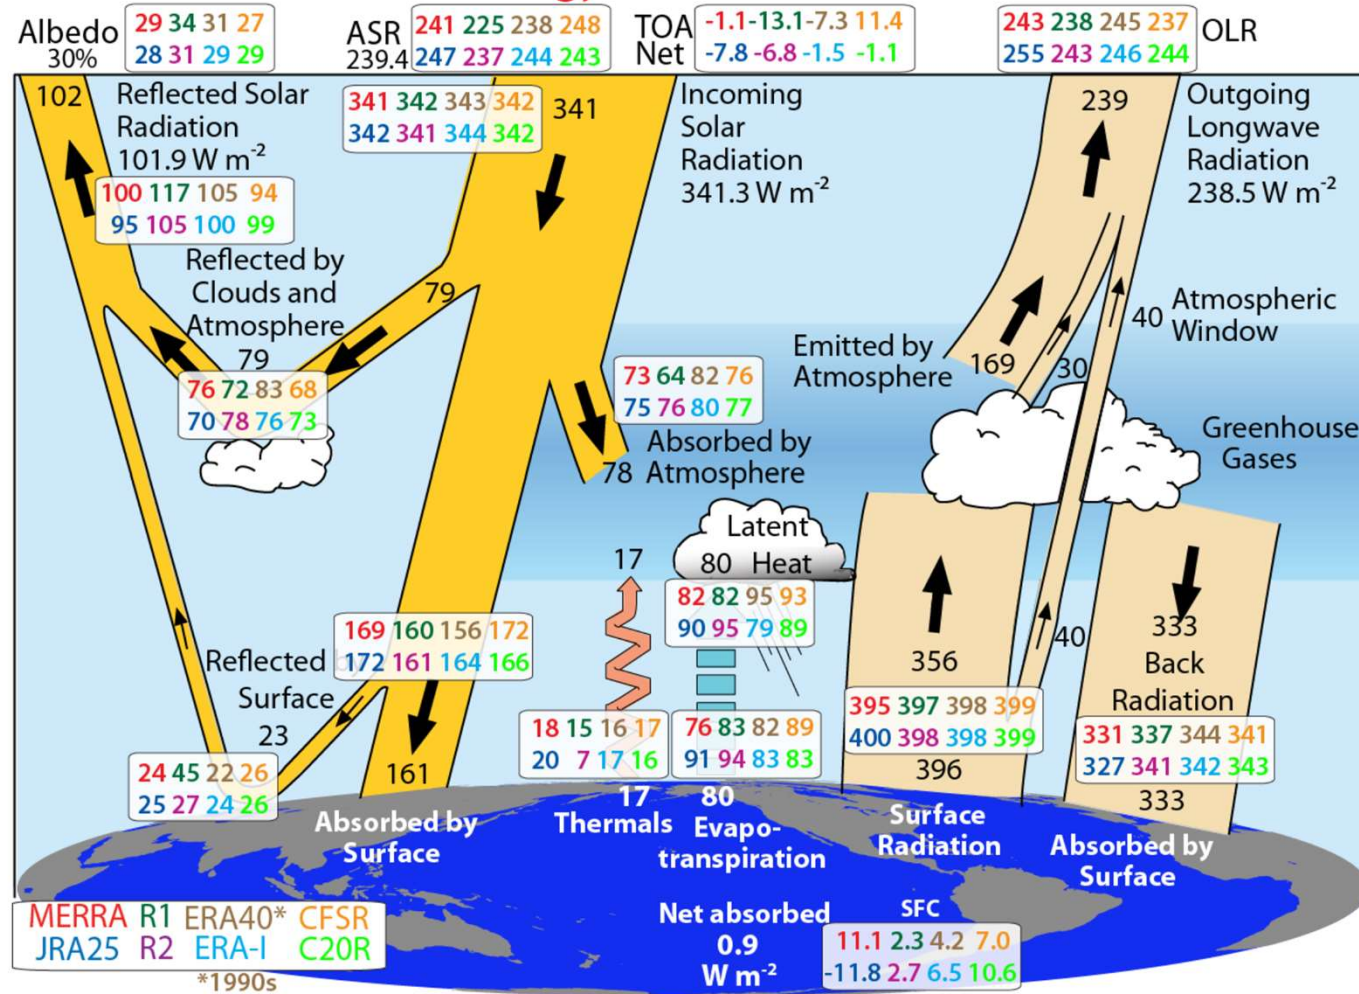 Albedo
30%
29 34 31 27
28 31 29 29
ASR
239.4
241 225 238 248
247 237 244 243
TOA
Net
-1.1 -13.1 -7.3 11.4
-7.8 -6.8 -1.5 -1.1
243 238 245 237
255 243 246 244
OLR
102
Reflected Solar
Radiation
101.9 W m-2
341 342 343 342
342 341 344 342
341
Incoming
Solar
Radiation
341.3 W m-2
239
Outgoing
Longwave
Radiation
238.5 W m-2
100 117 105 94
95 105 100 99
Reflected by
Clouds and
Atmosphere
79
79
76 72 83 68
70 78 76 73
73 64 82 76
75 76 80 77
Absorbed by
78 Atmosphere
Emitted by
Atmosphere
169
30
40
Atmospheric
Window
Greenhouse
Gases
17
Latent
80 Heat
82 82 95 93
90 95 79 89
169 160 156 172
172 161 164 166
Reflected
Surface
23
24 45 22 26
25 27 24 26
161
Absorbed by
Surface
18 15 16 17
20 7 17 16
17
Thermals
76 83 82 89
91 94 83 83
80
Evapo-
transpiration
356
395 397 398 399
400 398 398 399
396
Surface
Radiation
40
333
Back
Radiation
331 337 344 341
327 341 342 343
333
Absorbed by
Surface
MERRA R1 ERA40* CFSR
JRA25 R2 ERA-I C20R
*1990s
Net absorbed
0.9
W m-2
SFC
11.1 2.3 4.2 7.0
-11.8 2.7 6.5 10.6